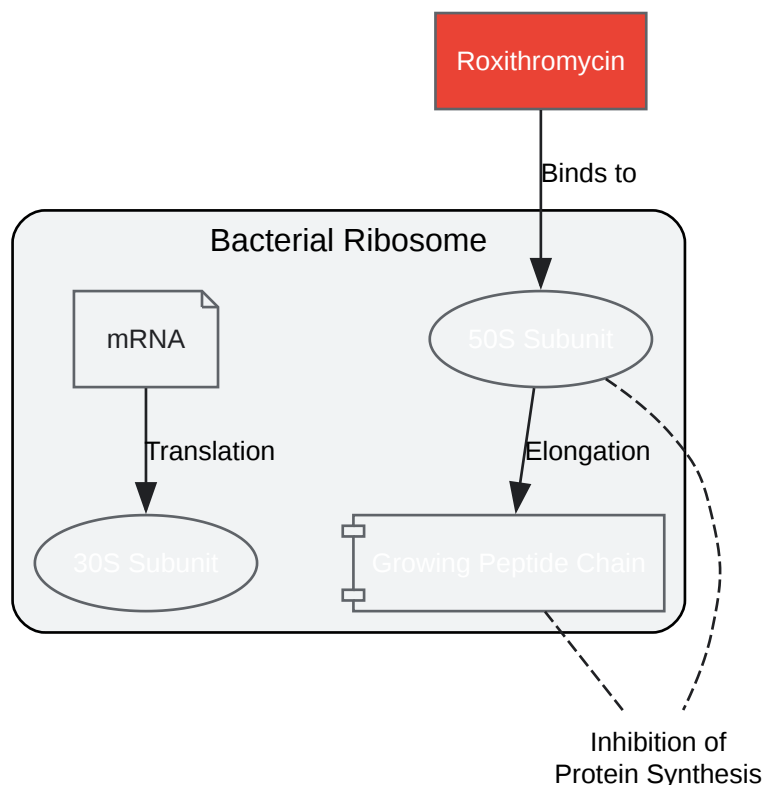 Roxithromycin
Binds to
Bacterial Ribosome
mRNA
50S Subunit
Translation
Elongation
30S Subunit
Growing Peptide Chain
Inhibition of
Protein Synthesis